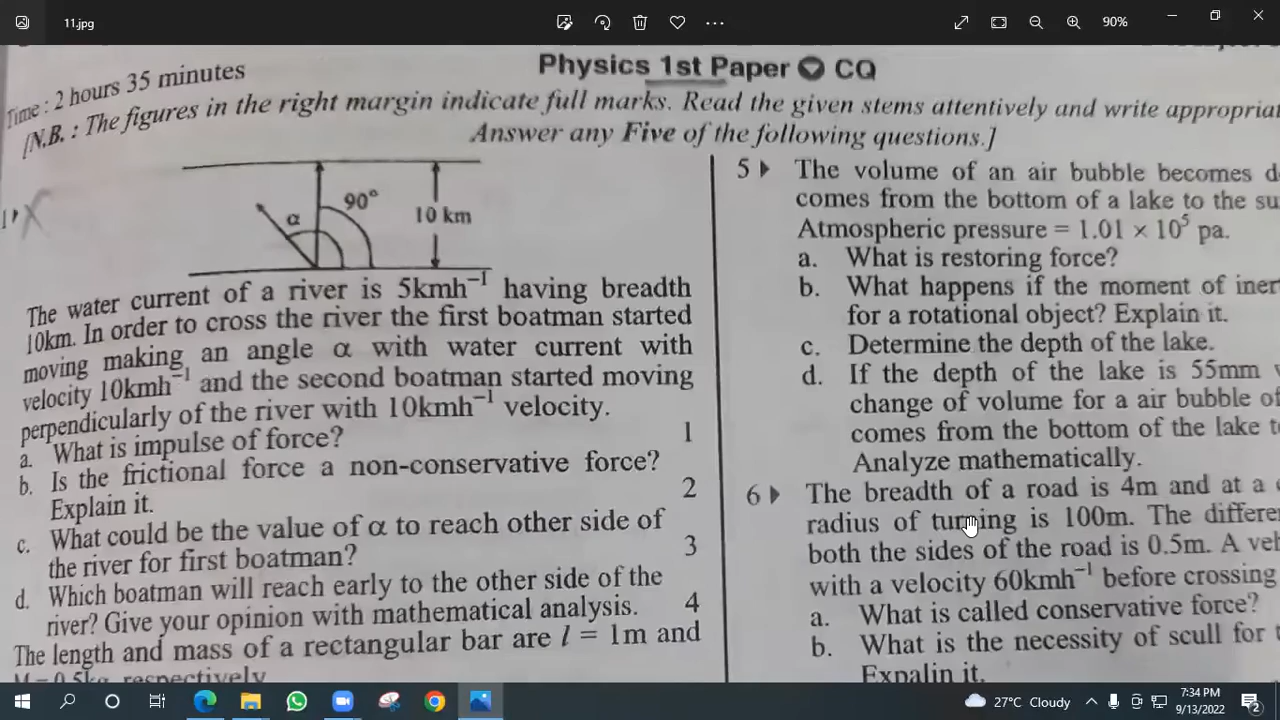 11.jpg
90%
Physics 1st Paper CQ
Time : 2 hours 35 minutes
[N.B. : The figures in the right margin indicate full marks. Read the given stems attentively and write appropriat
Answer any Five of the following questions.]
α
90°
10 km
The water current of a river is 5kmh⁻¹ having breadth
10km. In order to cross the river the first boatman started
moving making an angle α with water current with
velocity 10kmh⁻¹ and the second boatman started moving
perpendicularly of the river with 10kmh⁻¹ velocity.
a. What is impulse of force? 1
b. Is the frictional force a non-conservative force?
Explain it. 2
c. What could be the value of α to reach other side of
the river for first boatman? 3
d. Which boatman will reach early to the other side of the
river? Give your opinion with mathematical analysis. 4
The length and mass of a rectangular bar are l = 1m and
M = 0.5kg respectively
5 The volume of an air bubble becomes d
comes from the bottom of a lake to the su
Atmospheric pressure = 1.01 × 10⁵ pa.
a. What is restoring force?
b. What happens if the moment of iner
for a rotational object? Explain it.
c. Determine the depth of the lake.
d. If the depth of the lake is 55mm
change of volume for a air bubble of
comes from the bottom of the lake t
Analyze mathematically.
6 The breadth of a road is 4m and at a
radius of turning is 100m. The differe
both the sides of the road is 0.5m. A veh
with a velocity 60kmh⁻¹ before crossing
a. What is called conservative force?
b. What is the necessity of scull for
Expalin it.
27°C Cloudy
7:34 PM
9/13/2022
2